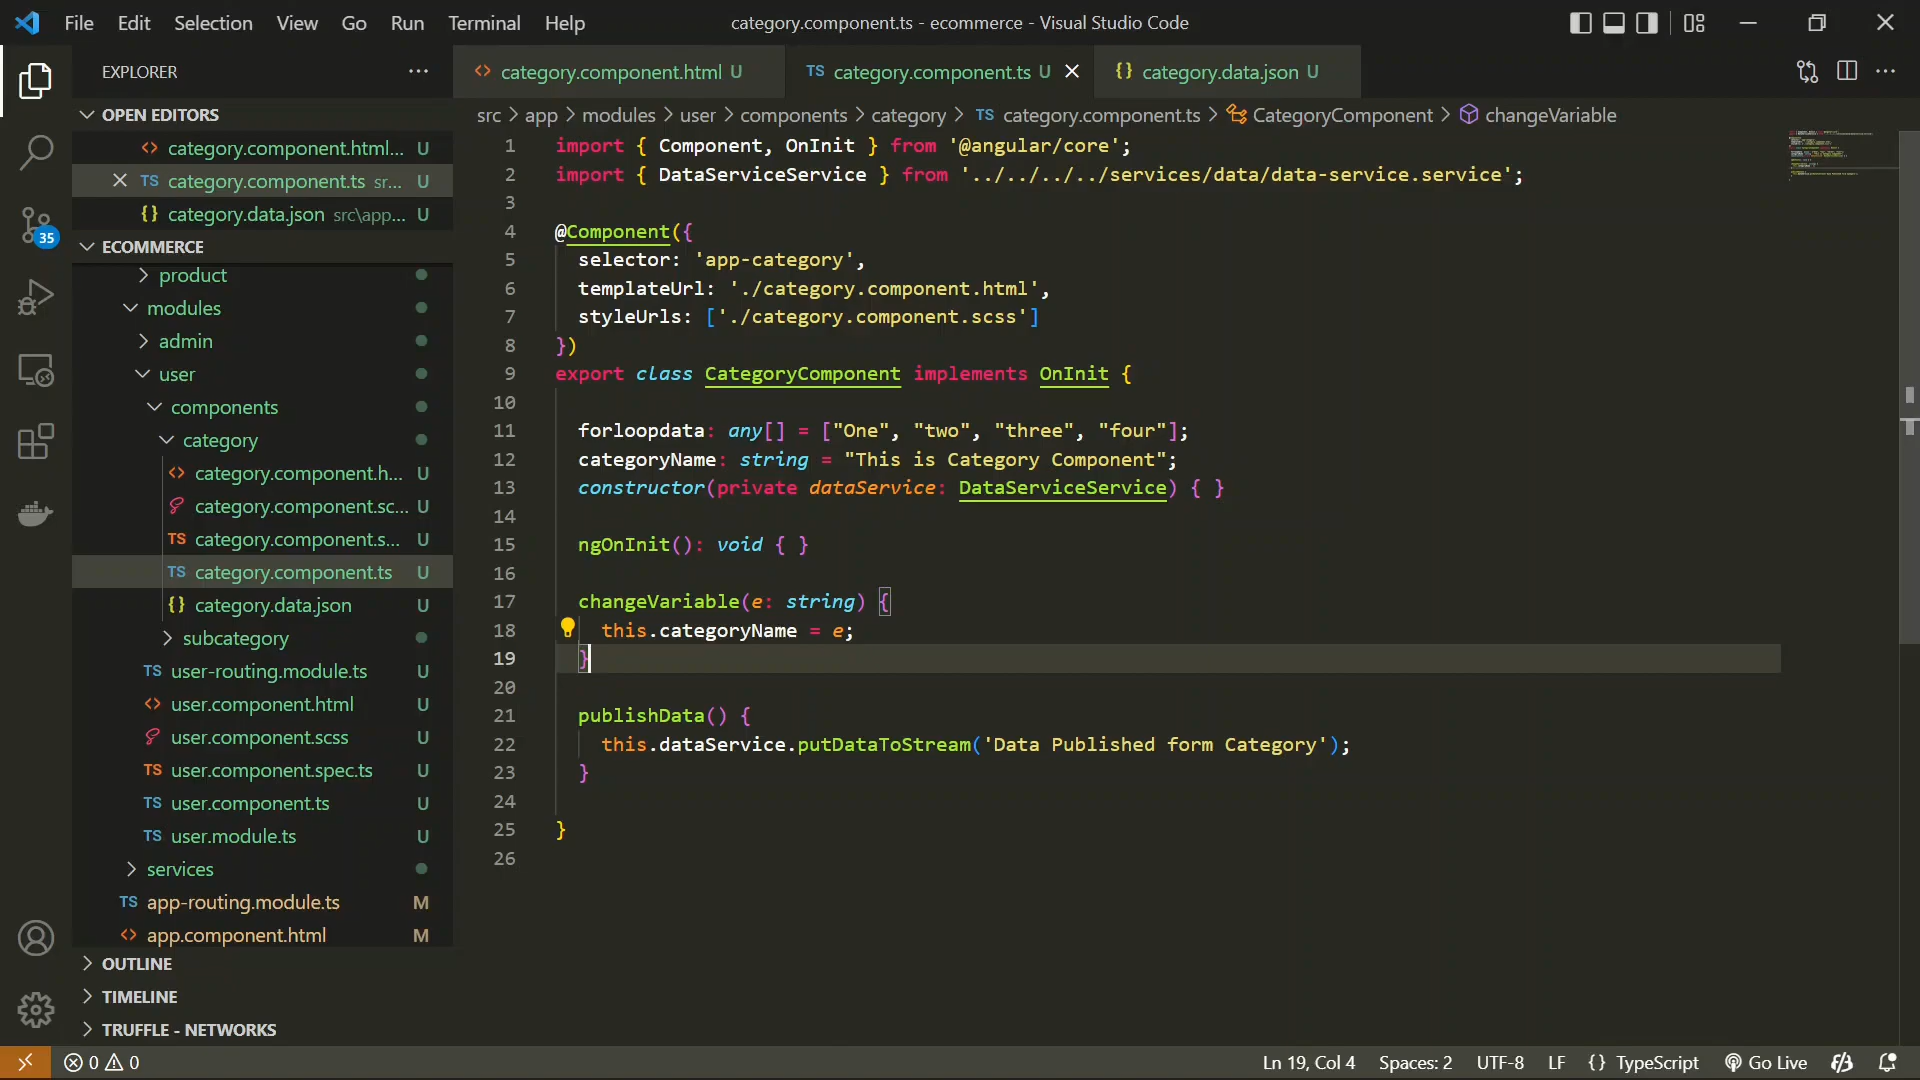 File Edit Selection View Go Run Terminal Help
category.component.ts - ecommerce - Visual Studio Code
EXPLORER
OPEN EDITORS
category.component.html... U
category.component.ts sr... U
category.data.json src\app... U
ECOMMERCE
product
modules
admin
user
components
category
category.component.h... U
category.component.sc... U
TS category.component.s... U
TS category.component.ts U
{} category.data.json U
subcategory
TS user-routing.module.ts U
user.component.html U
user.component.scss U
TS user.component.spec.ts U
TS user.component.ts U
TS user.module.ts U
services
TS app-routing.module.ts M
app.component.html M
OUTLINE
TIMELINE
TRUFFLE - NETWORKS
35
category.component.html U
TS category.component.ts U
{} category.data.json U
src > app > modules > user > components > category > TS category.component.ts > CategoryComponent > changeVariable
1 import { Component, OnInit } from '@angular/core';
2 import { DataServiceService } from '../../../../services/data/data-service.service';
3
4 @Component({
5 selector: 'app-category',
6 templateUrl: './category.component.html',
7 styleUrls: ['./category.component.scss']
8 })
9 export class CategoryComponent implements OnInit {
10
11 forloopdata: any[] = ["One", "two", "three", "four"];
12 categoryName: string = "This is Category Component";
13 constructor(private dataService: DataServiceService) { }
14
15 ngOnInit(): void { }
16
17 changeVariable(e: string) {
18 this.categoryName = e;
19 }
20
21 publishData() {
22 this.dataService.putDataToStream('Data Published form Category');
23 }
24
25 }
26
0 0 Ln 19, Col 4 Spaces: 2 UTF-8 LF {} TypeScript Go Live